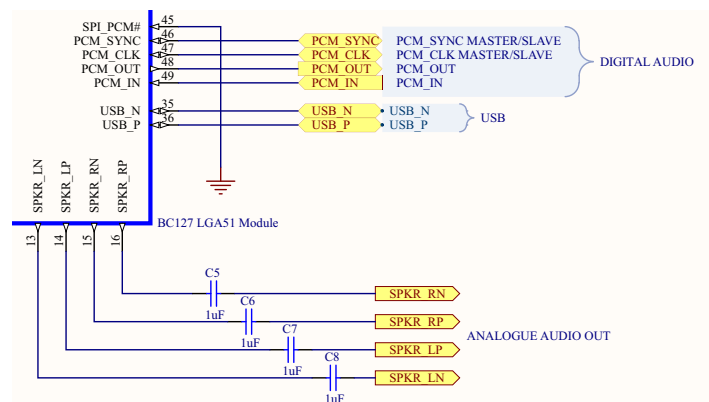 SPI_PCM# 45
PCM_SYNC 46 PCM_SYNC PCM_SYNC MASTER/SLAVE
PCM_CLK 47 PCM_CLK PCM_CLK MASTER/SLAVE
PCM_OUT 48 PCM_OUT PCM_OUT
PCM_IN 49 PCM_IN PCM_IN
DIGITAL AUDIO
USB_N 35 USB_N USB_N
USB_P 36 USB_P USB_P
USB
SPKR_LN
SPKR_LP
SPKR_RN
SPKR_RP
BC127 LGA51 Module
13
14
15
16
C5
1uF
SPKR_RN
C6
1uF
SPKR_RP
ANALOGUE AUDIO OUT
C7
1uF
SPKR_LP
C8
1uF
SPKR_LN